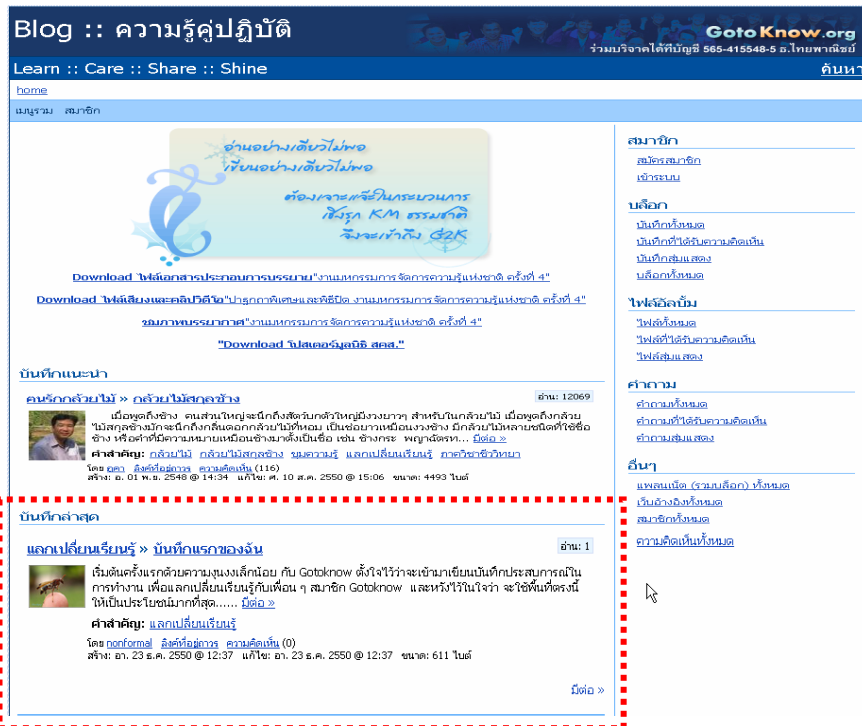 Blog :: ความรู้คู่ปฏิบัติ
GotoKnow.org
ร่วมบริจาคได้ที่บัญชี 565-415548-5 ธ.ไทยพาณิชย์
Learn :: Care :: Share :: Shine
ค้นหา
home
เมนูรวม สมาชิก
อ่านอย่างเดียวไม่พอ
เขียนอย่างเดียวไม่พอ
ต้องเจาะแจ๊ะในกระบวนการ
เชิงรุก KM ธรรมชาติ
จึงจะเข้าถึง G2K
Download ไฟล์เอกสารประกอบการบรรยาย"งานมหกรรมการจัดการความรู้แห่งชาติ ครั้งที่ 4"
Download ไฟล์เสียงและคลิปวิดีโอ"ปาฐกถาพิเศษและพิธีปิด งานมหกรรมการจัดการความรู้แห่งชาติ ครั้งที่ 4"
ชมภาพบรรยากาศ"งานมหกรรมการจัดการความรู้แห่งชาติ ครั้งที่ 4"
"Download โปสเตอร์มูลนิธิ สคส."
บันทึกแนะนำ
คนรักกล้วยไม้ » กล้วยไม้สกุลช้าง
อ่าน: 12069
เมื่อพูดถึงช้าง คนส่วนใหญ่จะนึกถึงสัตว์บกตัวใหญ่มีงวงยาวๆ สำหรับในกล้วยไม้ เมื่อพูดถึงกล้วย
ไม้สกุลช้างมักจะนึกถึงกลิ่นดอกกล้วยไม้ที่หอม เป็นช่อยาวเหมือนงวงช้าง มีกล้วยไม้หลายชนิดที่ใช้ชื่อ
ช้าง หรือคำที่มีความหมายเหมือนช้างมาตั้งเป็นชื่อ เช่น ช้างกระ พญาฉัตรท... มีต่อ »
คำสำคัญ: กล้วยไม้ กล้วยไม้สกุลช้าง ขุมความรู้ แลกเปลี่ยนเรียนรู้ ภาควิชาชีววิทยา
โดย ลิงค์ที่อยู่ถาวร ความคิดเห็น (116)
สร้าง: อ. 01 พ.ย. 2548 @ 14:34 แก้ไข: ศ. 10 ส.ค. 2550 @ 15:06 ขนาด: 4493 ไบต์
บันทึกล่าสุด
แลกเปลี่ยนเรียนรู้ » บันทึกแรกของฉัน
อ่าน: 1
เริ่มต้นครั้งแรกด้วยความงุนงงเล็กน้อย กับ Gotoknow ตั้งใจไว้ว่าจะเข้ามาเขียนบันทึกประสบการณ์ใน
การทำงาน เพื่อแลกเปลี่ยนเรียนรู้กับเพื่อน ๆ สมาชิก Gotoknow และหวังไว้ในใจว่า จะใช้พื้นที่ตรงนี้
ให้เป็นประโยชน์มากที่สุด...... มีต่อ »
คำสำคัญ: แลกเปลี่ยนเรียนรู้
โดย nonformal ลิงค์ที่อยู่ถาวร ความคิดเห็น (0)
สร้าง: อา. 23 ธ.ค. 2550 @ 12:37 แก้ไข: อา. 23 ธ.ค. 2550 @ 12:37 ขนาด: 611 ไบต์
มีต่อ »
สมาชิก
สมัครสมาชิก
เข้าระบบ
บล็อก
บันทึกทั้งหมด
บันทึกที่ได้รับความคิดเห็น
บันทึกสุ่มแสดง
บล็อกทั้งหมด
ไฟล์อัลบั้ม
ไฟล์ทั้งหมด
ไฟล์ที่ได้รับความคิดเห็น
ไฟล์สุ่มแสดง
คำถาม
คำถามทั้งหมด
คำถามที่ได้รับความคิดเห็น
คำถามสุ่มแสดง
อื่นๆ
แพลนเน็ต (รวมบล็อก) ทั้งหมด
เว็บอ้างอิงทั้งหมด
สมาชิกทั้งหมด
ความคิดเห็นทั้งหมด